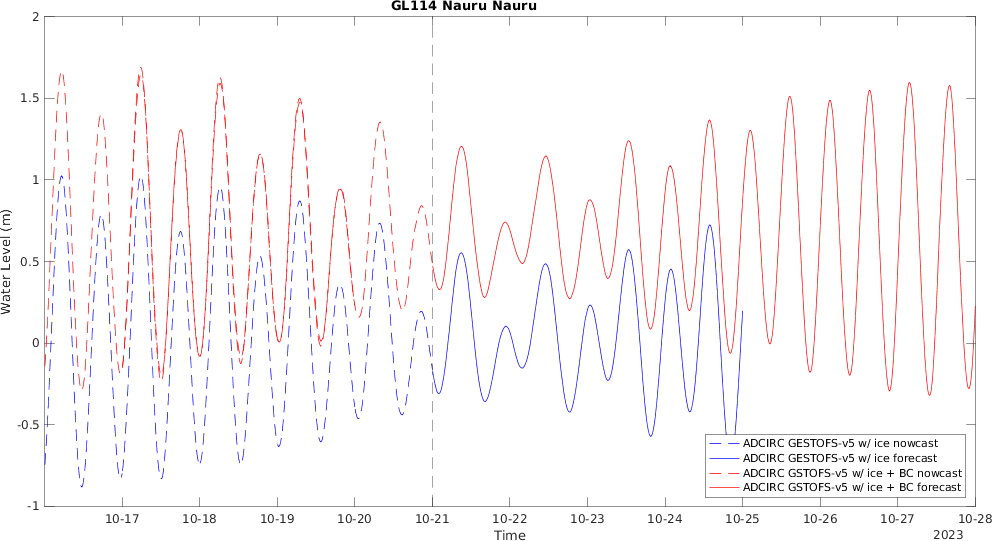 GL114 Nauru Nauru
2
1.5
1
0.5
0
-0.5
-1
Water Level (m)
10-17 10-18 10-19 10-20 10-21 10-22 10-23 10-24 10-25 10-26 10-27 10-28
Time
2023
ADCIRC GESTOFS-v5 w/ ice nowcast
ADCIRC GESTOFS-v5 w/ ice forecast
ADCIRC GSTOFS-v5 w/ ice + BC nowcast
ADCIRC GSTOFS-v5 w/ ice + BC forecast